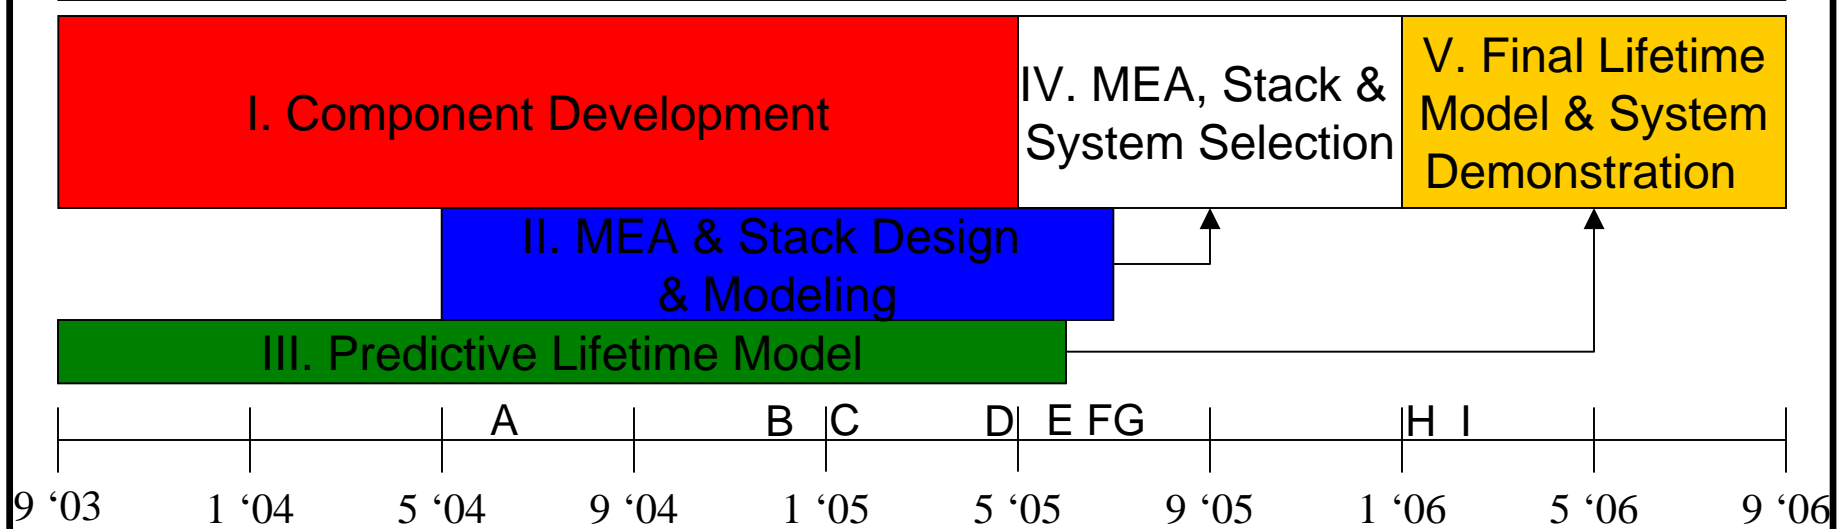 I. Component Development
IV. MEA, Stack &
System Selection
V. Final Lifetime
Model & System
Demonstration
II. MEA & Stack Design
& Modeling
III. Predictive Lifetime Model
A B C D E FG H I
9 ‘03 1 ‘04 5 ‘04 9 ‘04 1 ‘05 5 ‘05 9 ‘05 1 ‘06 5 ‘06 9 ‘06